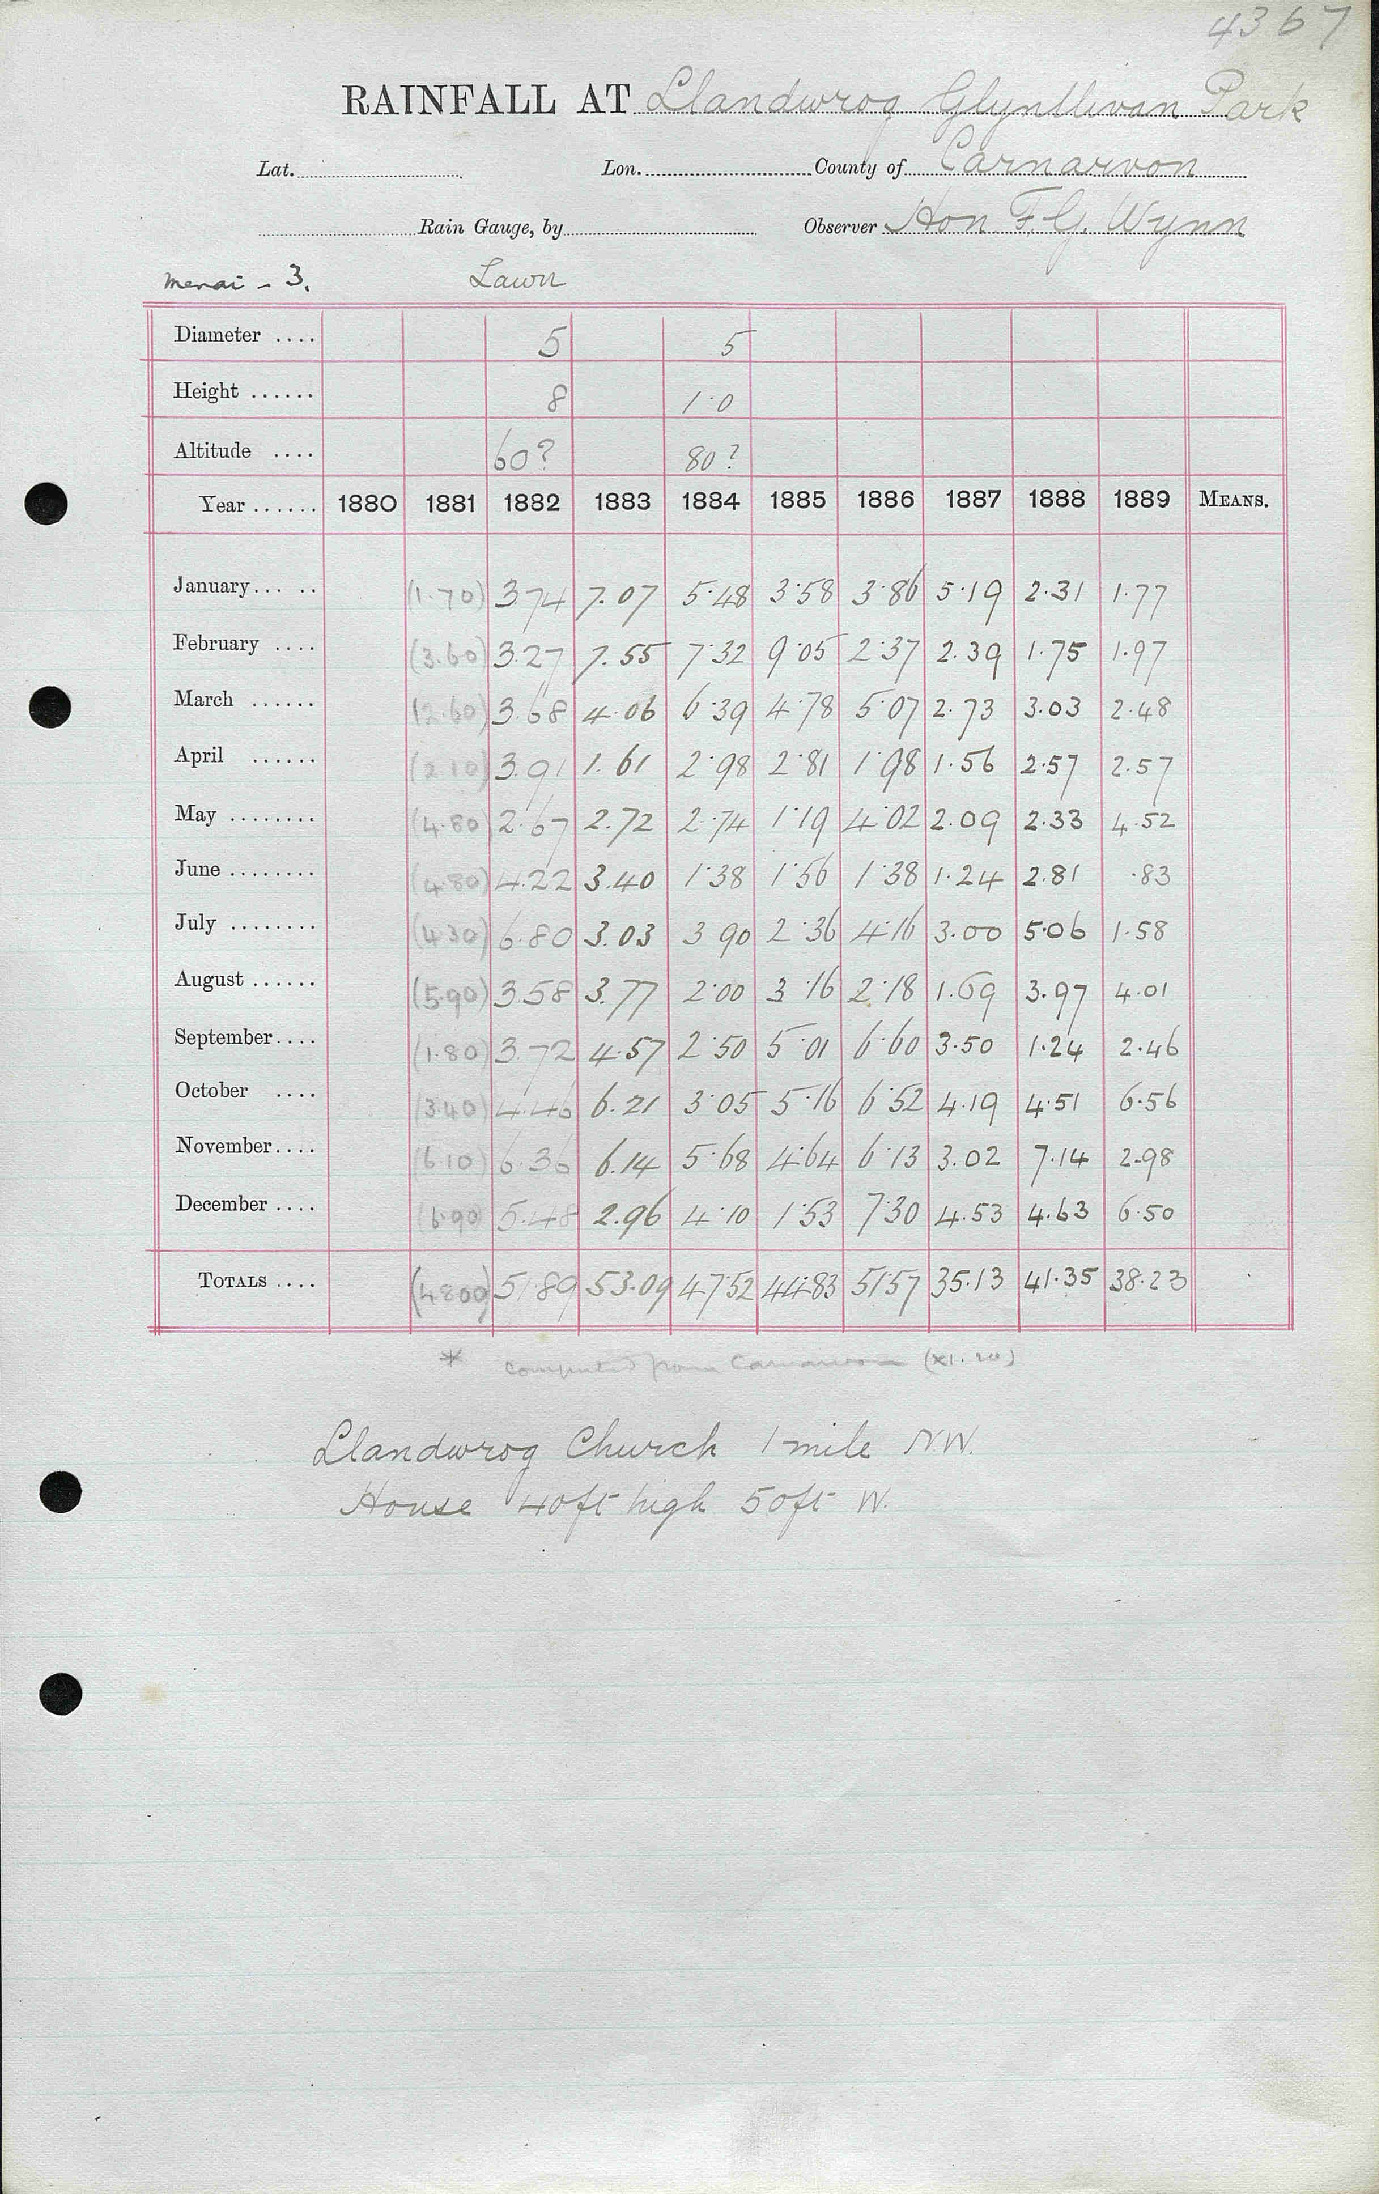 4367
RAINFALL AT Llandwrog Glynllivan Park
Lat. Lon. County of Carnarvon
Rain Gauge, by Observer Hon F. G. Wynn
Menai - 3. Lawn
Diameter .... 5 5
Height ...... 8 1·0
Altitude .... 60? 80?
Year ...... 1880 1881 1882 1883 1884 1885 1886 1887 1888 1889 MEANS.
January ... .. (1.70) 3.74 7.07 5.48 3.58 3.86 5.19 2.31 1.77
February .... (3.60) 3.27 7.55 7.32 9.05 2.37 2.39 1.75 1.97
March ...... (2.60) 3.68 4.06 6.39 4.78 5.07 2.73 3.03 2.48
April ...... (2.10) 3.91 1.61 2.98 2.81 1.98 1.56 2.57 2.57
May ........ (4.80) 2.67 2.72 2.74 1.19 4.02 2.09 2.33 4.52
June ........ (4.80) 4.22 3.40 1.38 1.56 1.38 1.24 2.81 .83
July ........ (4.30) 6.80 3.03 3.90 2.36 4.16 3.00 5.06 1.58
August ...... (5.90) 3.58 3.77 2.00 3.16 2.18 1.69 3.97 4.01
September .... (1.80) 3.72 4.57 2.50 5.01 6.60 3.50 1.24 2.46
October .... (3.40) 4.46 6.21 3.05 5.16 6.52 4.19 4.51 6.56
November .... (6.10) 6.36 6.14 5.68 4.64 6.13 3.02 7.14 2.98
December .... (6.90) 5.48 2.96 4.10 1.53 7.30 4.53 4.63 6.50
TOTALS .... (48.00) 51.89 53.09 47.52 44.83 51.57 35.13 41.35 38.23
* computed from Carnarvon
Llandwrog Church 1 mile N.W.
House 40ft high 50ft W.